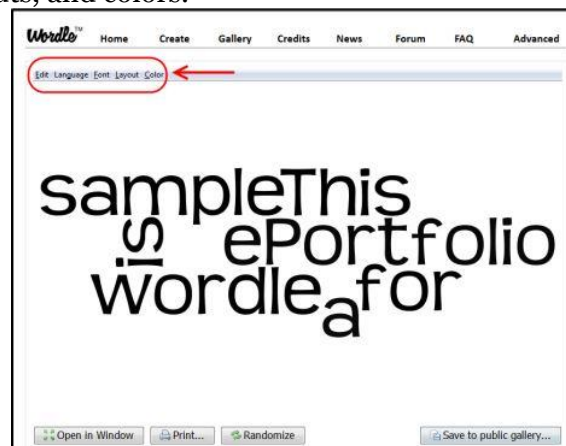 uts, and colors.
Wordle™ Home Create Gallery Credits News Forum FAQ Advanced
Edit Language Font Layout Color
sampleThis
is ePortfolio
wordle a for
Open in Window Print... Randomize Save to public gallery...